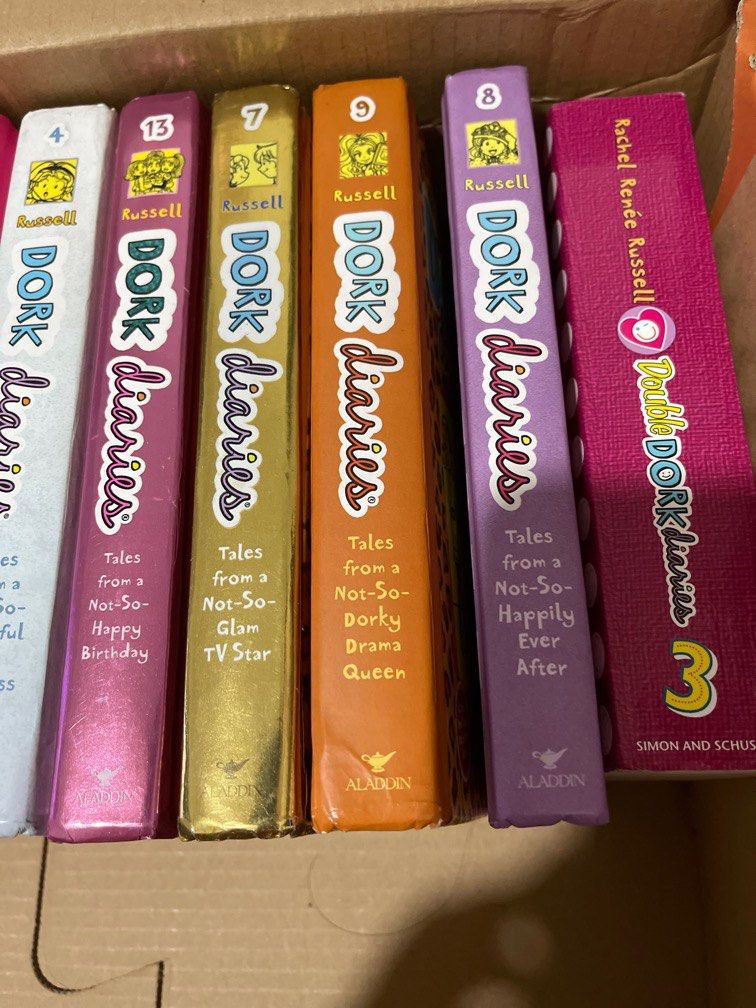 4
Russell
DORK
diaries
13
Russell
DORK
diaries®
Tales
from a
Not-So-
Happy
Birthday
ALADDIN
7
Russell
DORK
diaries®
Tales
from a
Not-So-
Glam
TV Star
ALADDIN
9
Russell
DORK
diaries®
Tales
from a
Not-So-
Dorky
Drama
Queen
ALADDIN
8
Russell
DORK
diaries
Tales
from a
Not-So-
Happily
Ever
After
ALADDIN
Rachel Renée Russell
Double DORK diaries
3
SIMON AND SCHUS